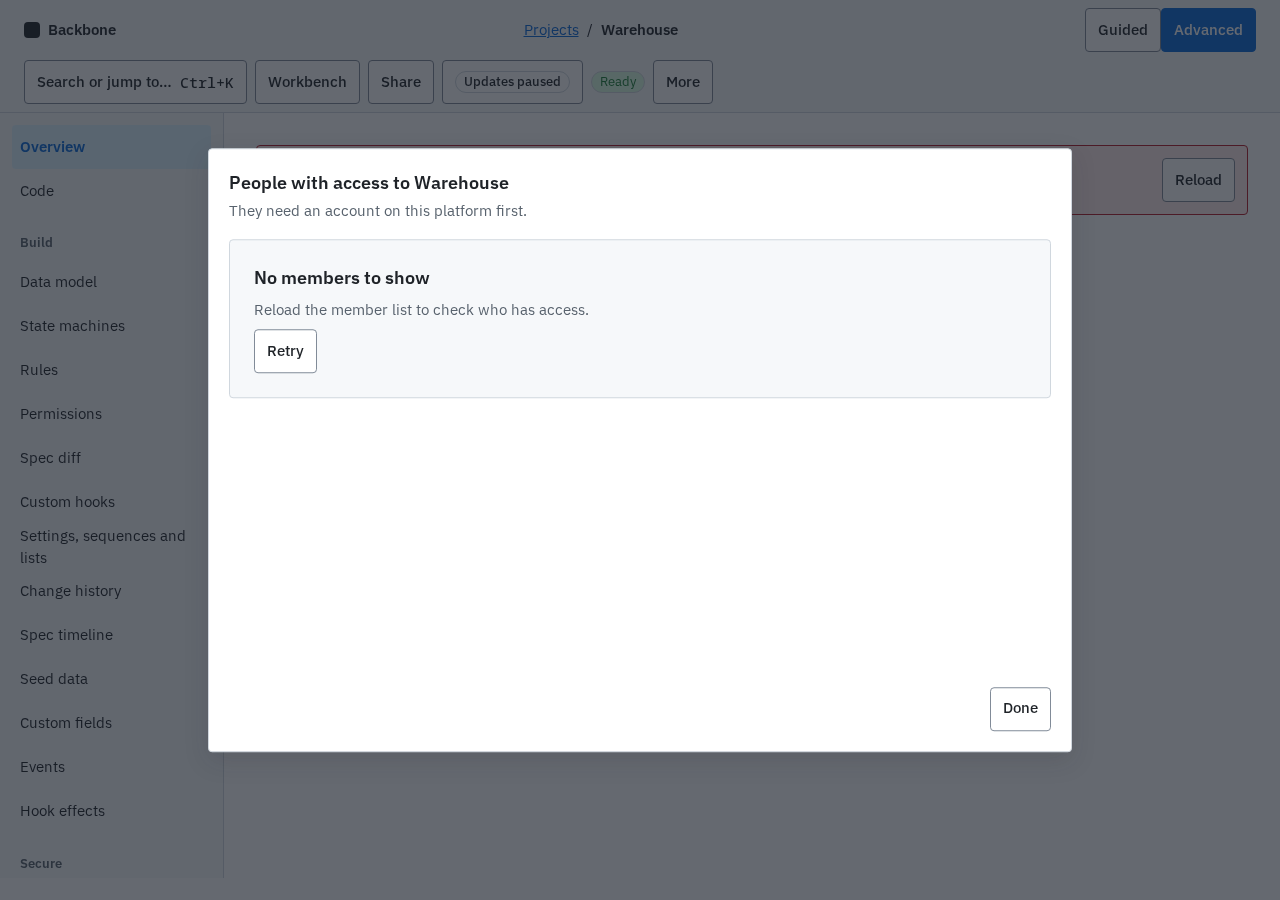 Backbone
Projects / Warehouse
Guided
Advanced
Search or jump to... Ctrl+K
Workbench
Share
Updates paused
Ready
More
Overview
Code
Build
Data model
State machines
Rules
Permissions
Spec diff
Custom hooks
Settings, sequences and
lists
Change history
Spec timeline
Seed data
Custom fields
Events
Hook effects
Secure
Reload
People with access to Warehouse
They need an account on this platform first.
No members to show
Reload the member list to check who has access.
Retry
Done